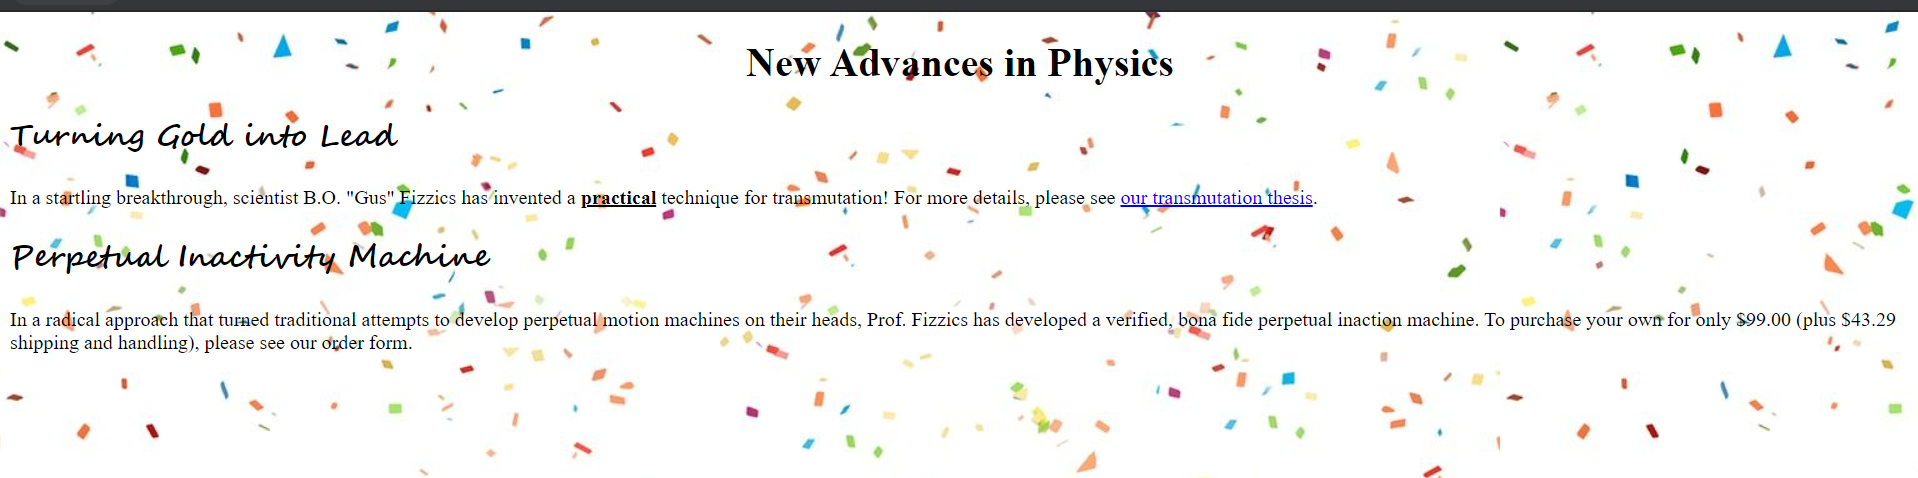 New Advances in Physics
Turning Gold into Lead
In a startling breakthrough, scientist B.O. "Gus" Fizzics has invented a practical technique for transmutation! For more details, please see our transmutation thesis.
Perpetual Inactivity Machine
In a radical approach that turned traditional attempts to develop perpetual motion machines on their heads, Prof. Fizzics has developed a verified, bona fide perpetual inaction machine. To purchase your own for only $99.00 (plus $43.29
shipping and handling), please see our order form.